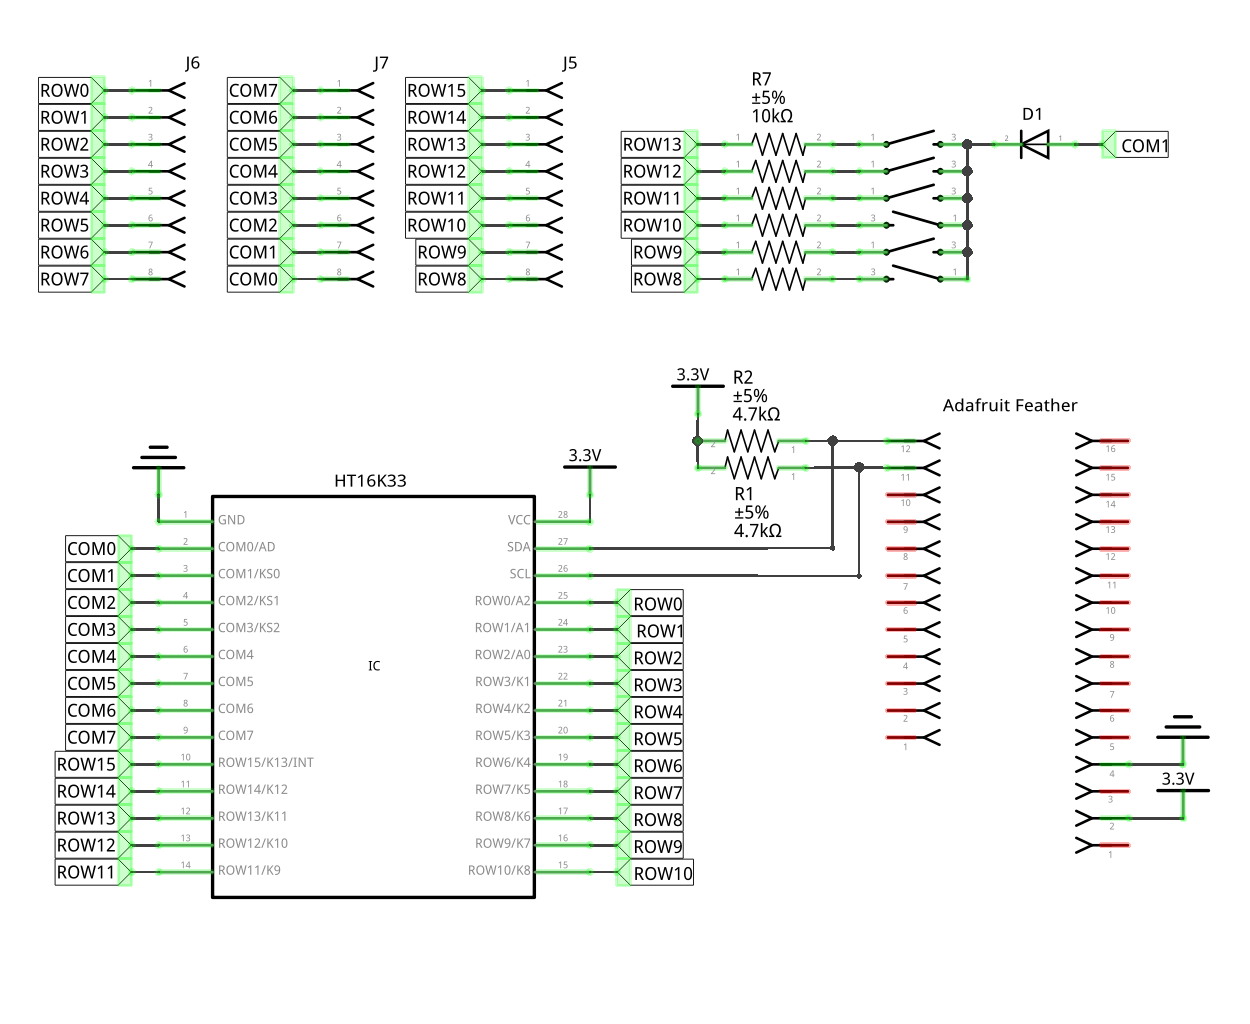 J6
ROW0 1
ROW1 2
ROW2 3
ROW3 4
ROW4 5
ROW5 6
ROW6 7
ROW7 8
J7
COM7 1
COM6 2
COM5 3
COM4 4
COM3 5
COM2 6
COM1 7
COM0 8
J5
ROW15 1
ROW14 2
ROW13 3
ROW12 4
ROW11 5
ROW10 6
ROW9 7
ROW8 8
R7
±5%
10kΩ
D1
ROW13 1 2 1 3 2 1 COM1
ROW12 1 2 1 3
ROW11 1 2 1 3
ROW10 1 2 3 1
ROW9 1 2 1 3
ROW8 1 2 3 1
3.3V
R2
±5%
4.7kΩ
2 1
2 1
R1
±5%
4.7kΩ
Adafruit Feather
12
11
10
9
8
7
6
5
4
3
2
1
16
15
14
13
12
11
10
9
8
7
6
5
4
3
2
1
3.3V
3.3V
HT16K33
IC
1 GND
COM0 2 COM0/AD
COM1 3 COM1/KS0
COM2 4 COM2/KS1
COM3 5 COM3/KS2
COM4 6 COM4
COM5 7 COM5
COM6 8 COM6
COM7 9 COM7
ROW15 10 ROW15/K13/INT
ROW14 11 ROW14/K12
ROW13 12 ROW13/K11
ROW12 13 ROW12/K10
ROW11 14 ROW11/K9
VCC 28
SDA 27
SCL 26
ROW0/A2 25 ROW0
ROW1/A1 24 ROW1
ROW2/A0 23 ROW2
ROW3/K1 22 ROW3
ROW4/K2 21 ROW4
ROW5/K3 20 ROW5
ROW6/K4 19 ROW6
ROW7/K5 18 ROW7
ROW8/K6 17 ROW8
ROW9/K7 16 ROW9
ROW10/K8 15 ROW10